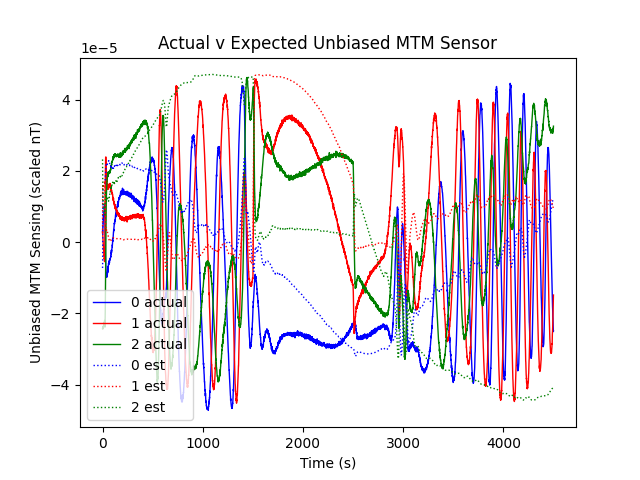 Actual v Expected Unbiased MTM Sensor
1e−5
Unbiased MTM Sensing (scaled nT)
4
2
0
−2
−4
0 actual
1 actual
2 actual
0 est
1 est
2 est
0 1000 2000 3000 4000
Time (s)